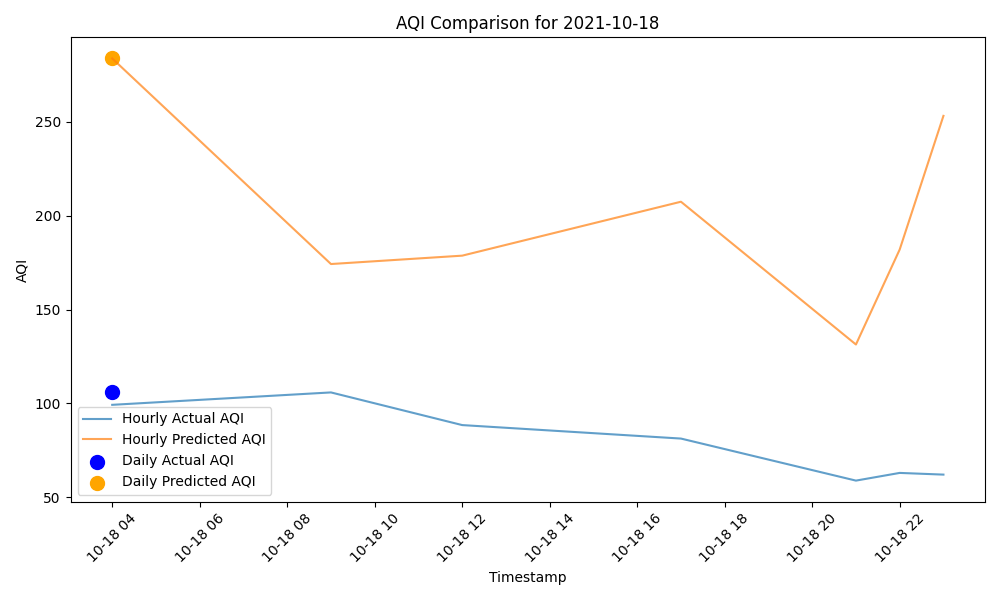 AQI Comparison for 2021-10-18
AQI
250
200
150
100
50
Hourly Actual AQI
Hourly Predicted AQI
Daily Actual AQI
Daily Predicted AQI
10-18 04
10-18 06
10-18 08
10-18 10
10-18 12
10-18 14
10-18 16
10-18 18
10-18 20
10-18 22
Timestamp